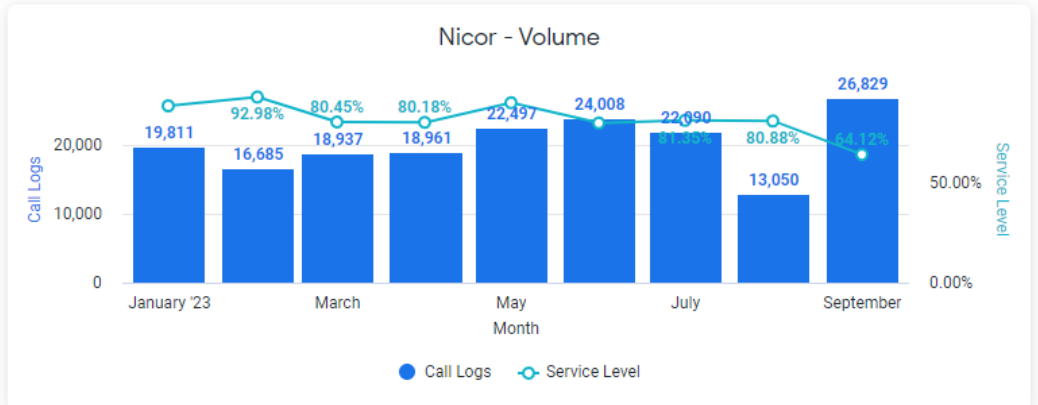 Nicor - Volume
26,829
24,008
92.98%
80.45%
80.18%
22,497
22,090
19,811
16,685
18,937
18,961
81.35%
80.88%
64.12%
13,050
20,000
10,000
0
Call Logs
50.00%
0.00%
Service Level
January '23
March
May
July
September
Month
Call Logs
Service Level